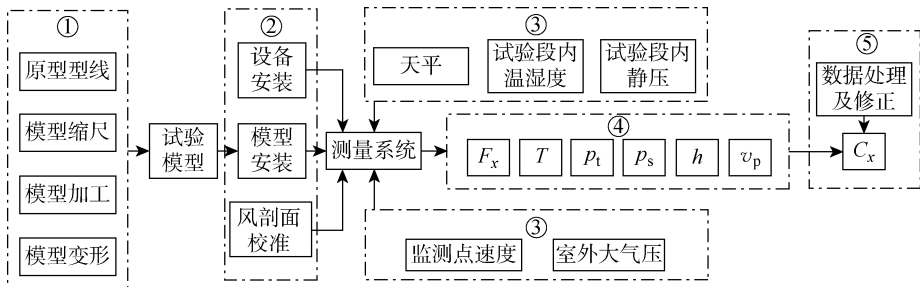 ①
原型型线
模型缩尺
模型加工
模型变形
试验
模型
②
设备
安装
模型
安装
风剖面
校准
测量系统
③
天平
试验段内
温湿度
试验段内
静压
④
F_x
T
p_t
p_s
h
v_p
③
监测点速度
室外大气压
⑤
数据处理
及修正
C_x